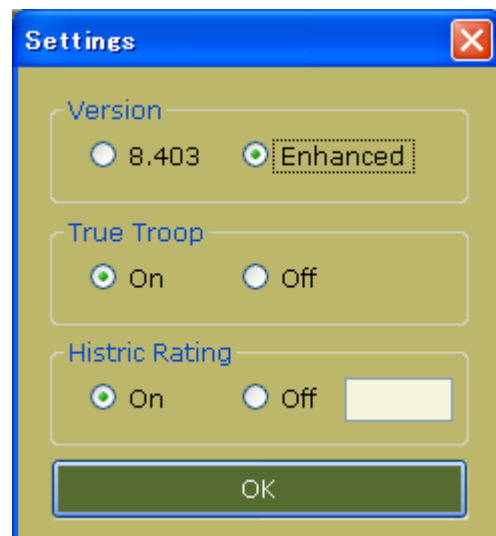 Settings
Version
8.403 Enhanced
True Troop
On Off
Histric Rating
On Off
OK